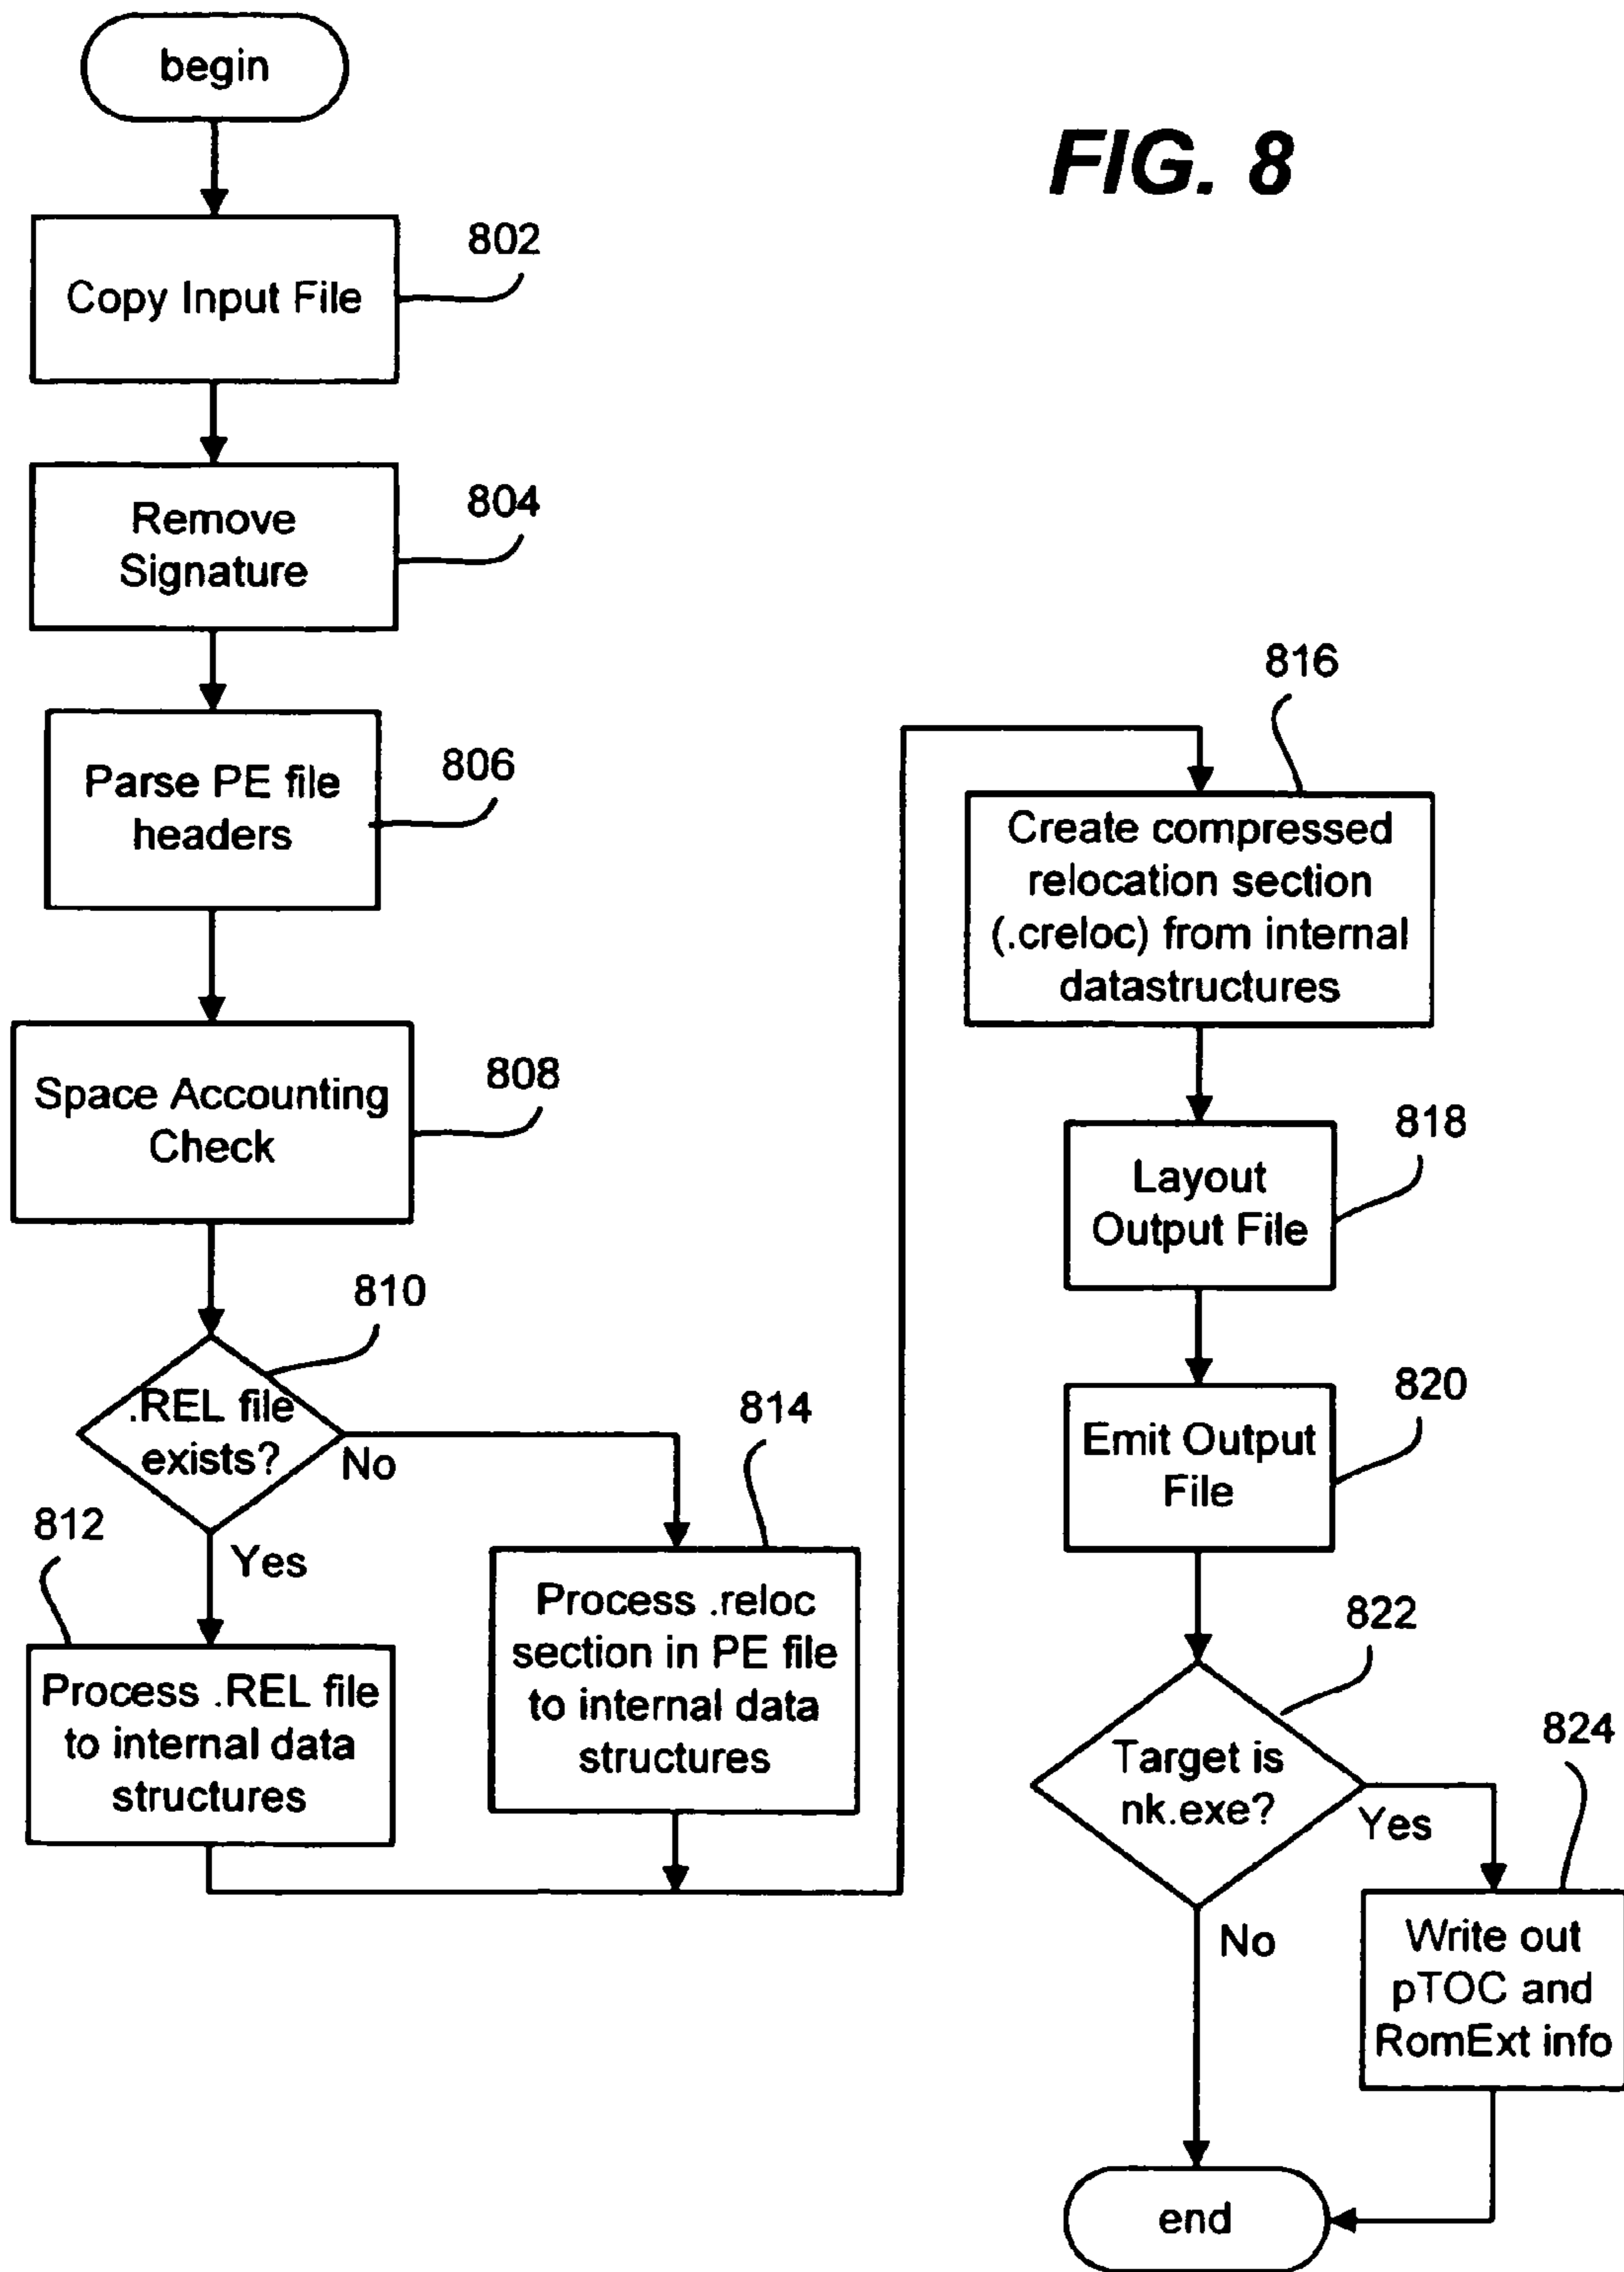 begin
FIG. 8
802
Copy Input File
804
Remove
Signature
806
Parse PE file
headers
808
Space Accounting
Check
810
.REL file
exists?
No
Yes
812
Process .REL file
to internal data
structures
814
Process .reloc
section in PE file
to internal data
structures
816
Create compressed
relocation section
(.creloc) from internal
datastructures
818
Layout
Output File
820
Emit Output
File
822
Target is
nk.exe?
Yes
No
824
Write out
pTOC and
RomExt info
end